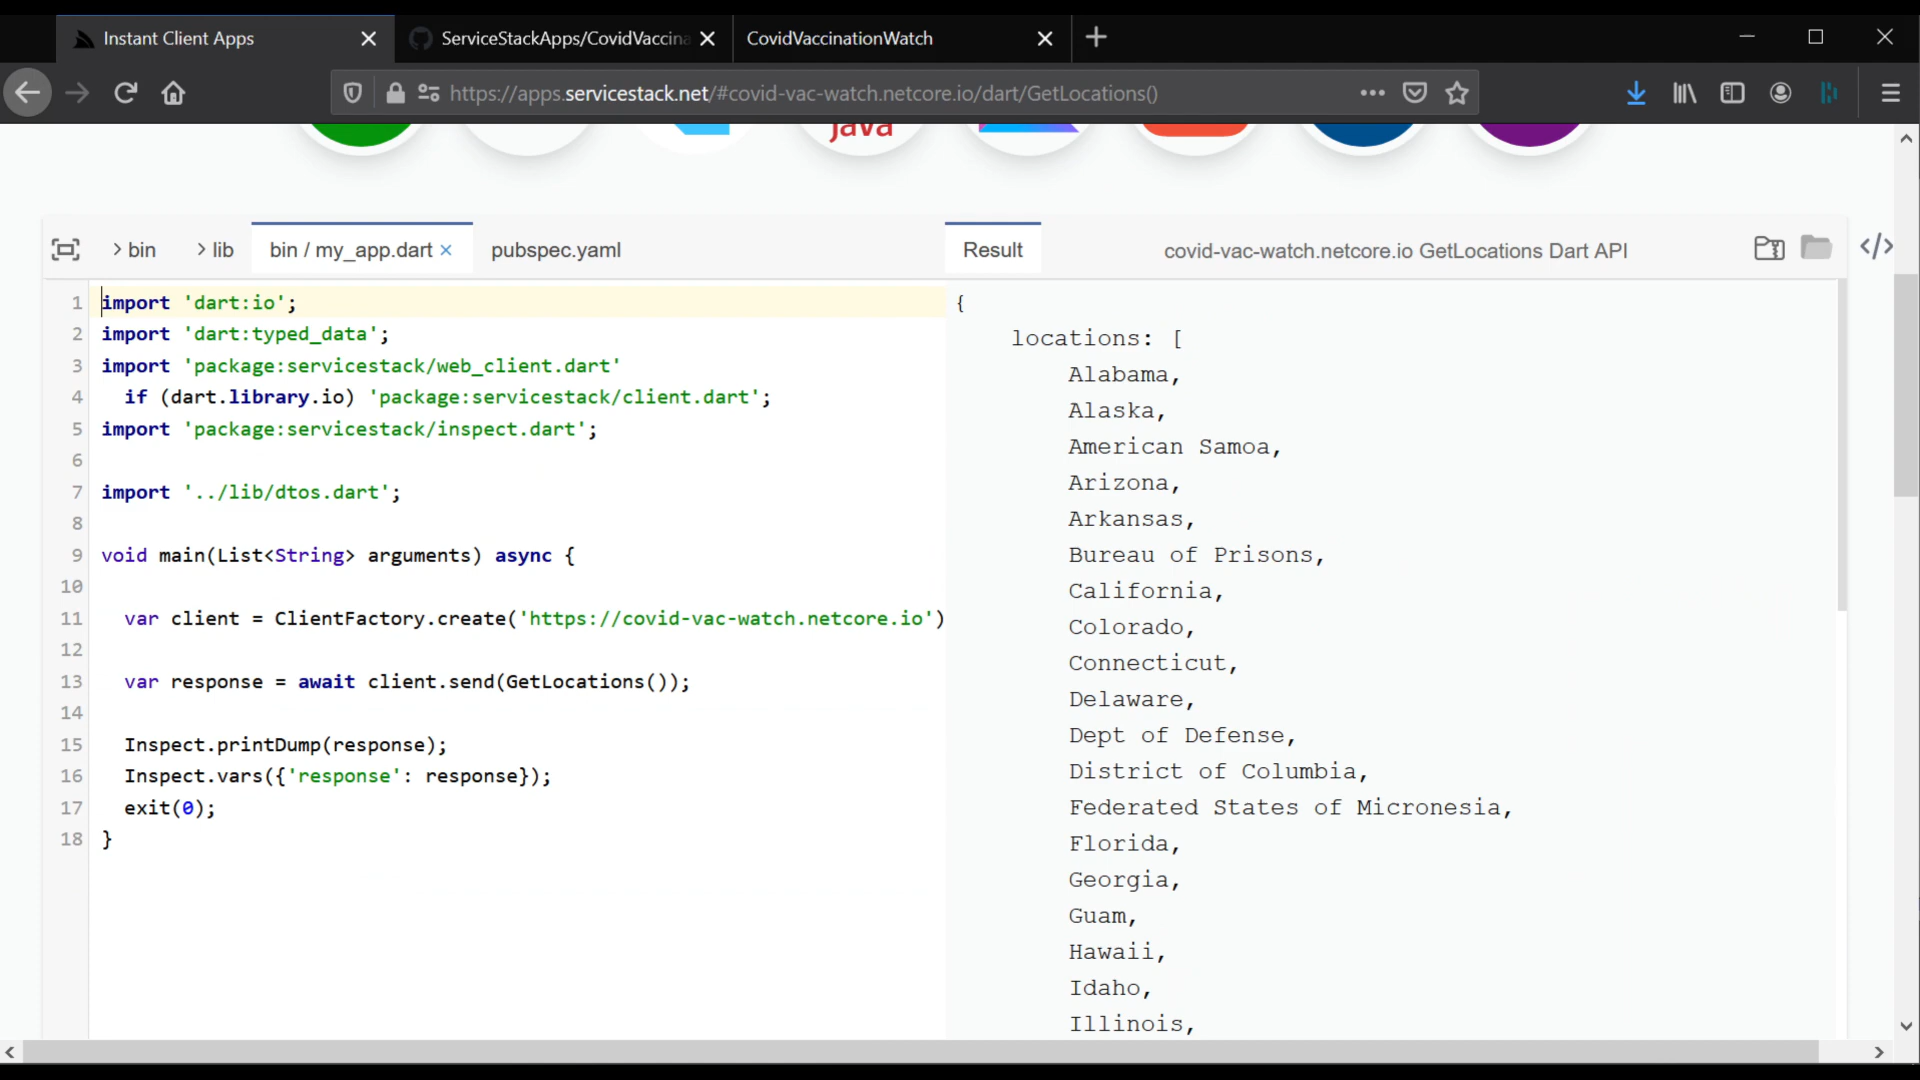 Instant Client Apps
ServiceStackApps/CovidVaccina
CovidVaccinationWatch
https://apps.servicestack.net/#covid-vac-watch.netcore.io/dart/GetLocations()
java
> bin
> lib
bin / my_app.dart ×
pubspec.yaml
Result
covid-vac-watch.netcore.io GetLocations Dart API
</>
1 import 'dart:io';
2 import 'dart:typed_data';
3 import 'package:servicestack/web_client.dart'
4 if (dart.library.io) 'package:servicestack/client.dart';
5 import 'package:servicestack/inspect.dart';
6
7 import '../lib/dtos.dart';
8
9 void main(List<String> arguments) async {
10
11 var client = ClientFactory.create('https://covid-vac-watch.netcore.io')
12
13 var response = await client.send(GetLocations());
14
15 Inspect.printDump(response);
16 Inspect.vars({'response': response});
17 exit(0);
18 }
{
locations: [
Alabama,
Alaska,
American Samoa,
Arizona,
Arkansas,
Bureau of Prisons,
California,
Colorado,
Connecticut,
Delaware,
Dept of Defense,
District of Columbia,
Federated States of Micronesia,
Florida,
Georgia,
Guam,
Hawaii,
Idaho,
Illinois,